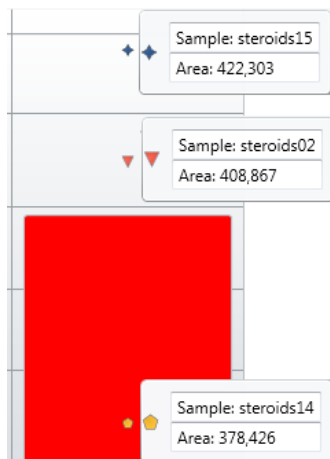 Sample: steroids15
Area: 422,303
Sample: steroids02
Area: 408,867
Sample: steroids14
Area: 378,426